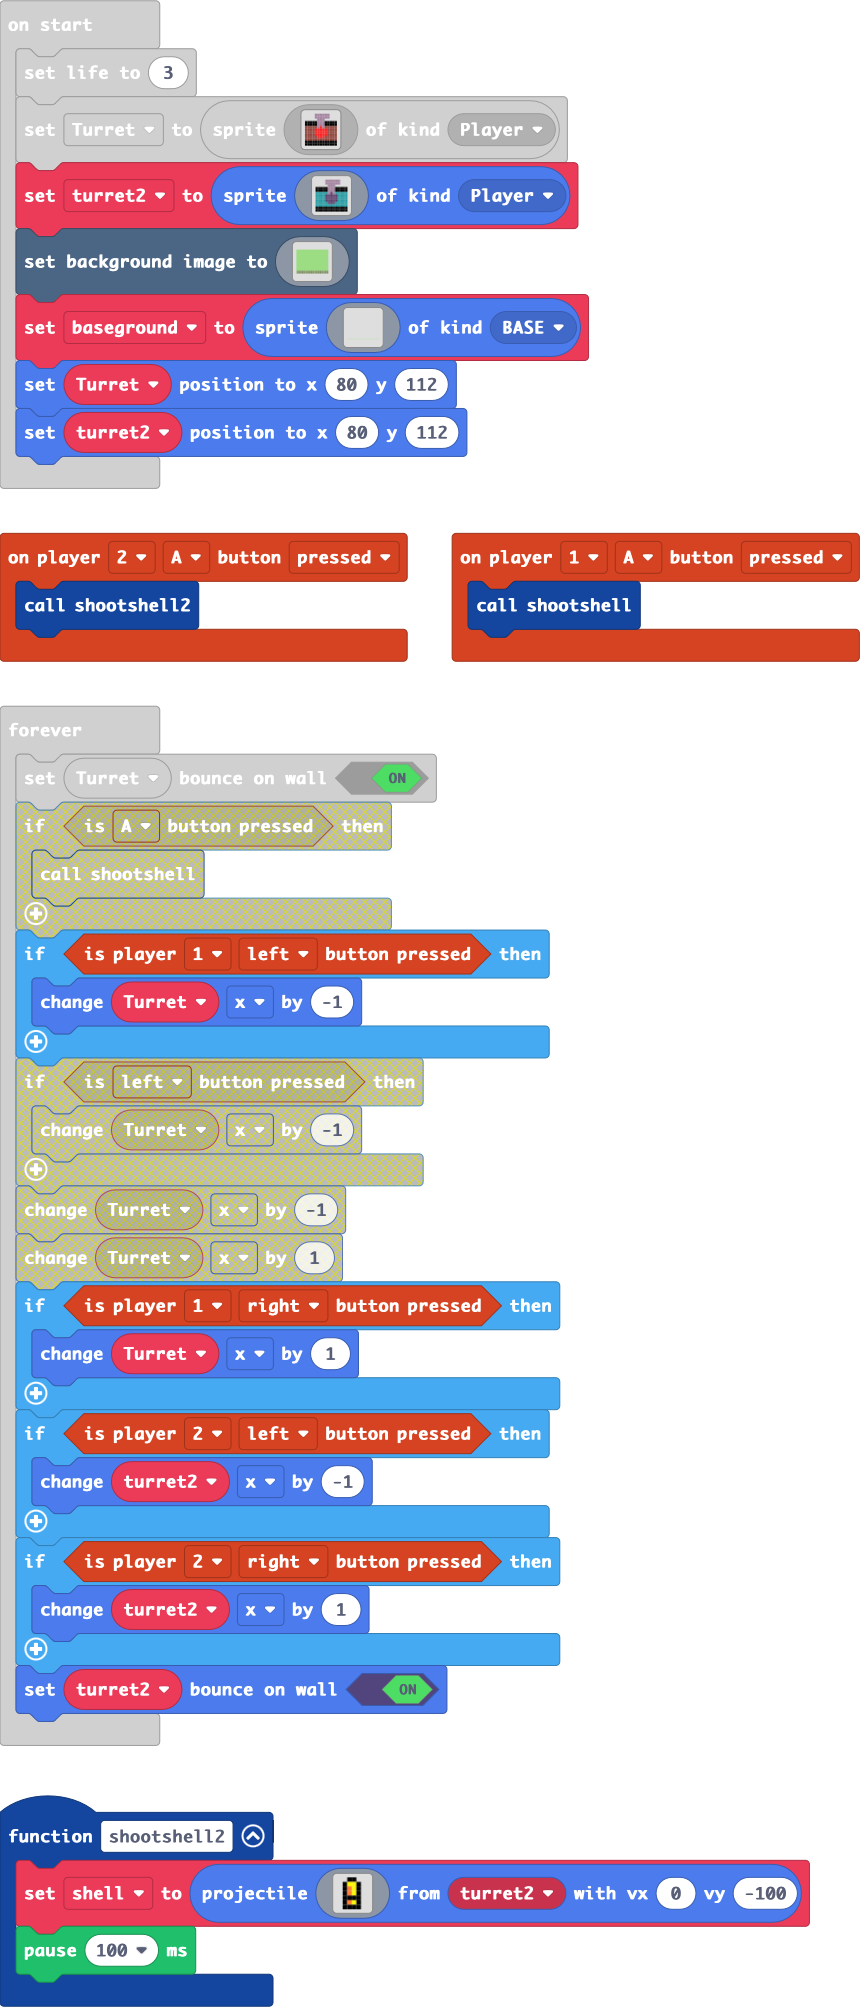 on start
set life to 3
set Turret to sprite of kind Player
set turret2 to sprite of kind Player
set background image to
set baseground to sprite of kind BASE
set Turret position to x 80 y 112
set turret2 position to x 80 y 112
on player 2 A button pressed
call shootshell2
on player 1 A button pressed
call shootshell
forever
set Turret bounce on wall ON
if is A button pressed then
call shootshell
if is player 1 left button pressed then
change Turret x by -1
if is left button pressed then
change Turret x by -1
change Turret x by -1
change Turret x by 1
if is player 1 right button pressed then
change Turret x by 1
if is player 2 left button pressed then
change turret2 x by -1
if is player 2 right button pressed then
change turret2 x by 1
set turret2 bounce on wall ON
function shootshell2
set shell to projectile from turret2 with vx 0 vy -100
pause 100 ms